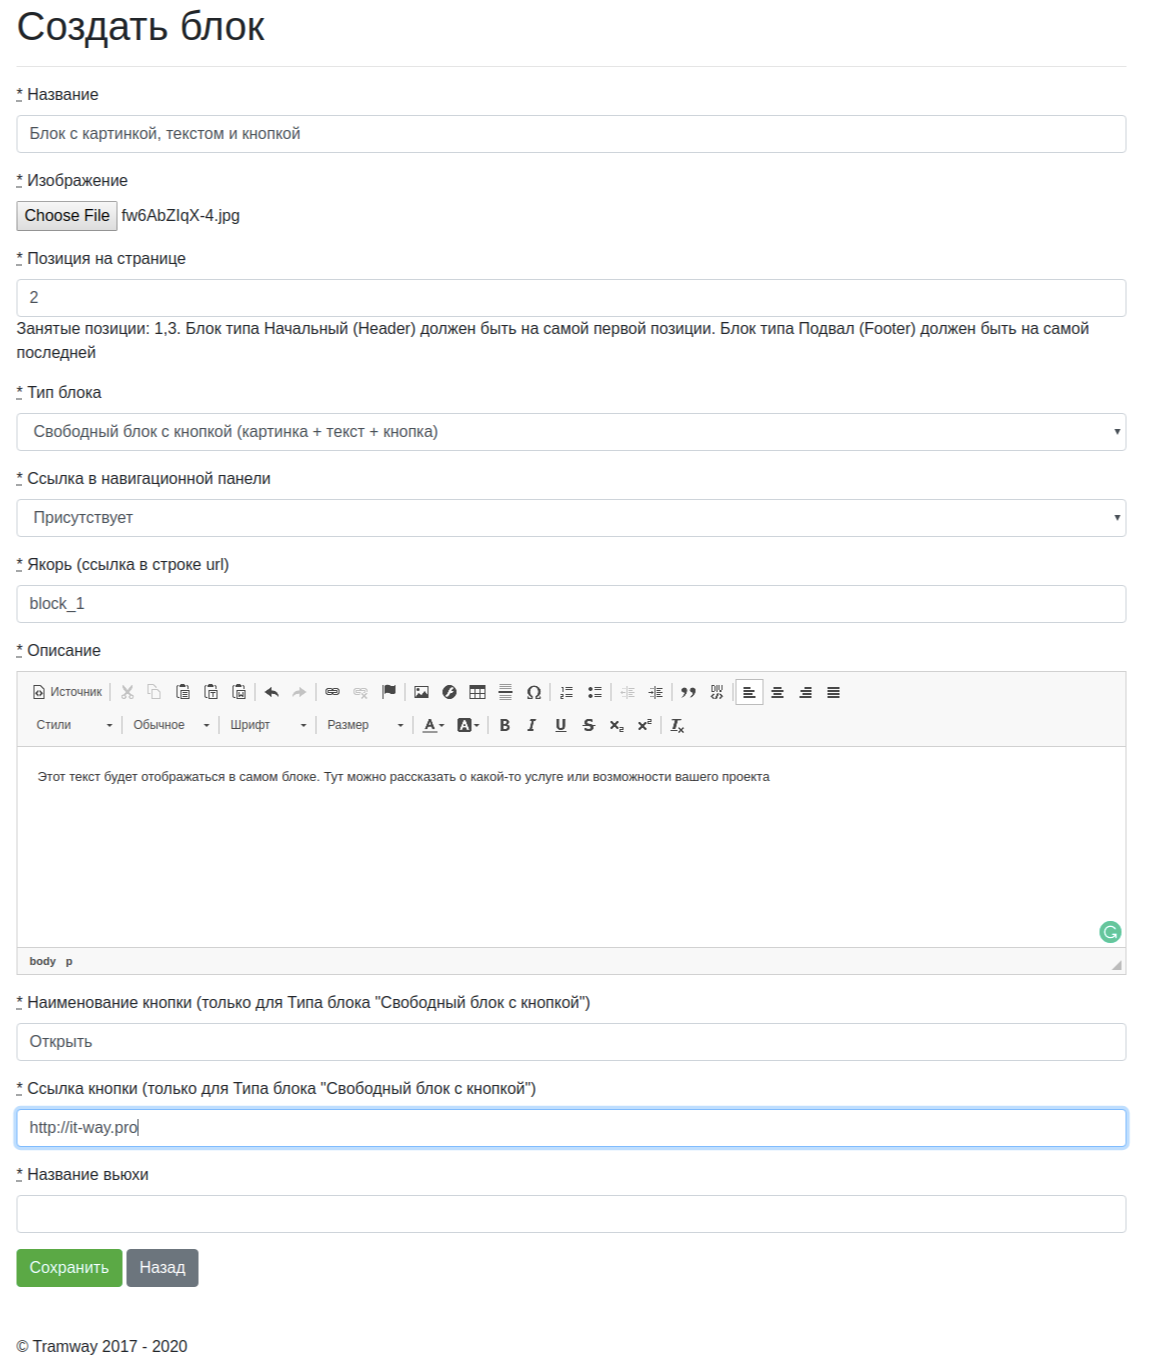 Создать блок
* Название
Блок с картинкой, текстом и кнопкой
* Изображение
Choose File fw6AbZIqX-4.jpg
* Позиция на странице
2
Занятые позиции: 1,3. Блок типа Начальный (Header) должен быть на самой первой позиции. Блок типа Подвал (Footer) должен быть на самой
последней
* Тип блока
Свободный блок с кнопкой (картинка + текст + кнопка)
* Ссылка в навигационной панели
Присутствует
* Якорь (ссылка в строке url)
block_1
* Описание
Источник
Стили Обычное Шрифт Размер
Этот текст будет отображаться в самом блоке. Тут можно рассказать о какой-то услуге или возможности вашего проекта
body p
* Наименование кнопки (только для Типа блока "Свободный блок с кнопкой")
Открыть
* Ссылка кнопки (только для Типа блока "Свободный блок с кнопкой")
http://it-way.pro
* Название вьюхи
Сохранить Назад
© Tramway 2017 - 2020